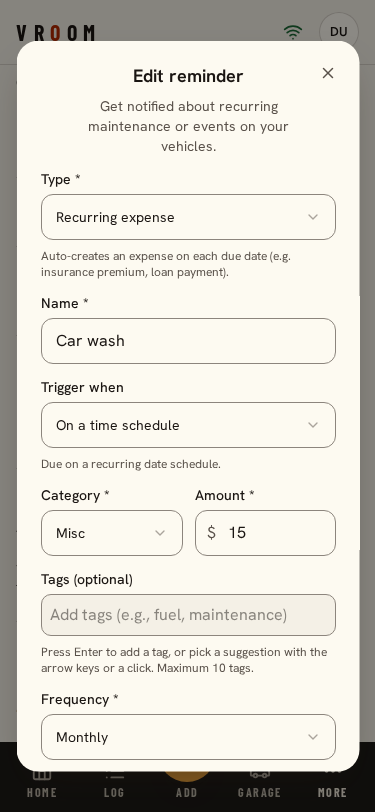 VROOM
DU
Edit reminder
Get notified about recurring
maintenance or events on your
vehicles.
Type *
Recurring expense
Auto-creates an expense on each due date (e.g.
insurance premium, loan payment).
Name *
Car wash
Trigger when
On a time schedule
Due on a recurring date schedule.
Category *
Amount *
Misc
$ 15
Tags (optional)
Add tags (e.g., fuel, maintenance)
Press Enter to add a tag, or pick a suggestion with the
arrow keys or a click. Maximum 10 tags.
Frequency *
Monthly
HOME
LOG
ADD
GARAGE
MORE